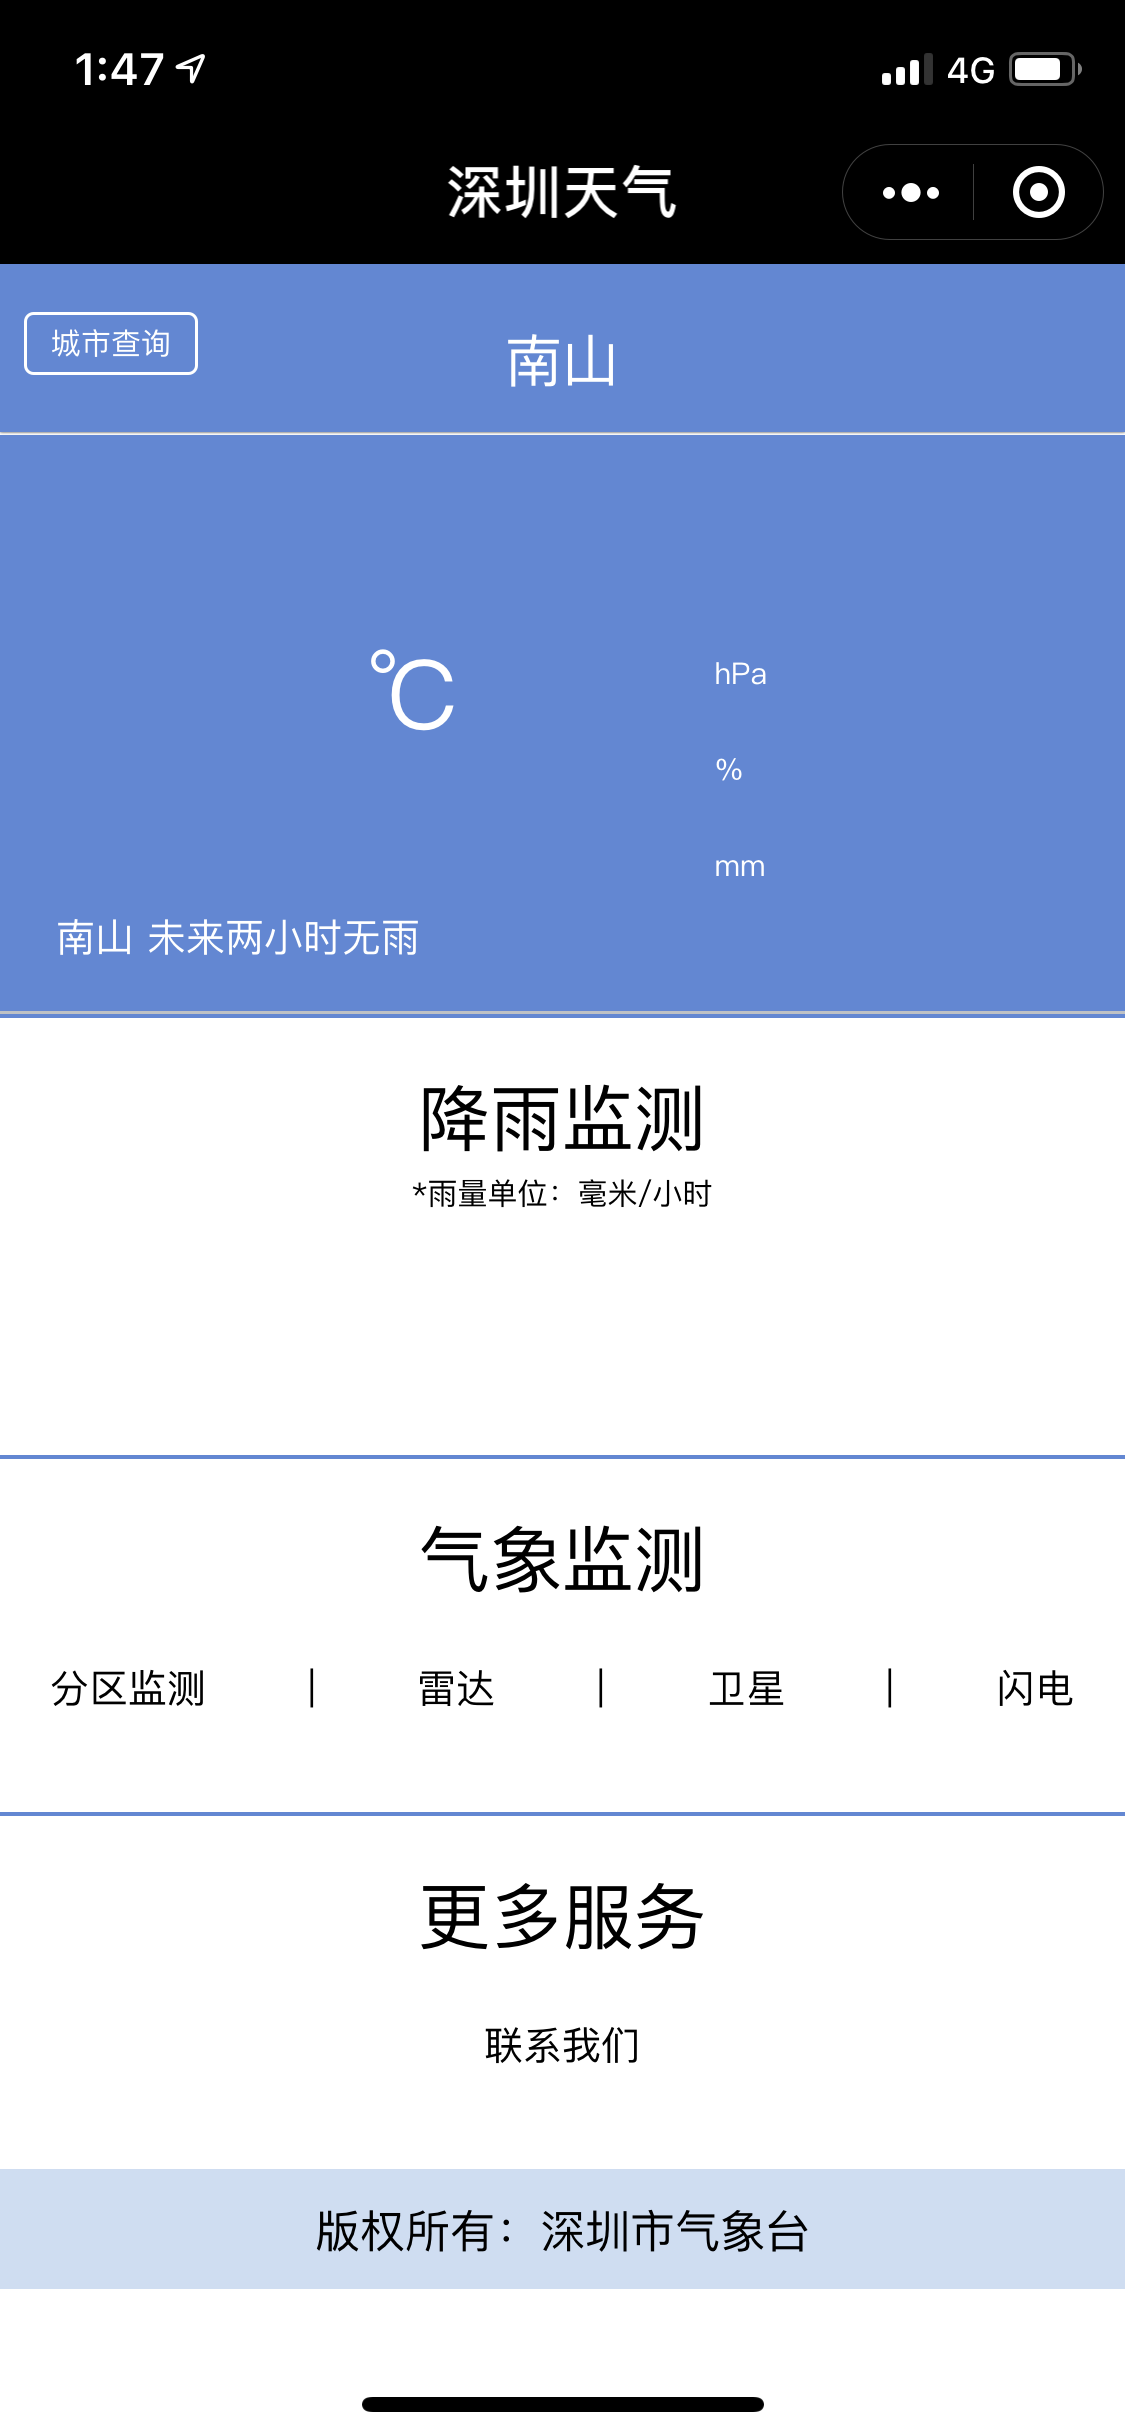 1:47 4G
深圳天气
城市查询
南山
℃
hPa
%
mm
南山 未来两小时无雨
降雨监测
*雨量单位：毫米/小时
气象监测
分区监测 | 雷达 | 卫星 | 闪电
更多服务
联系我们
版权所有：深圳市气象台